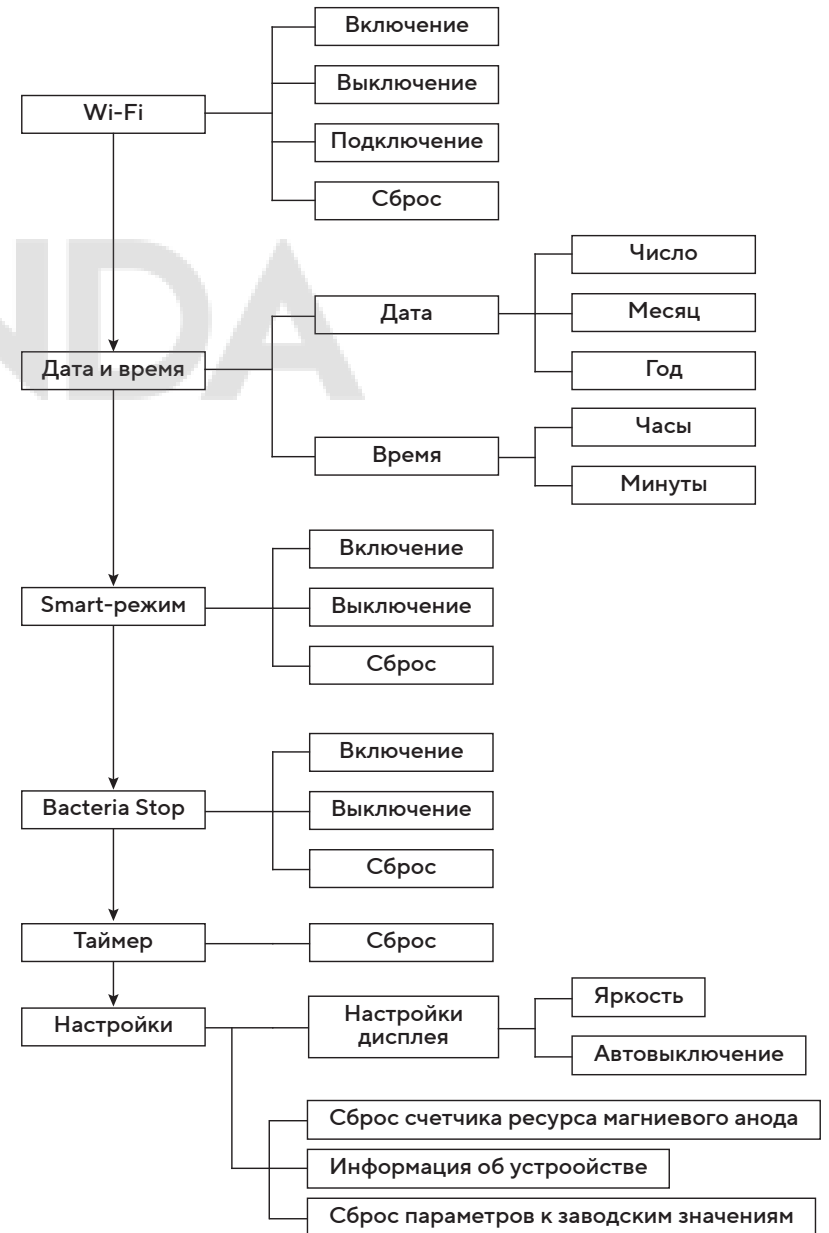 Wi-Fi
Включение
Выключение
Подключение
Сброс
Дата и время
Дата
Число
Месяц
Год
Время
Часы
Минуты
Smart-режим
Включение
Выключение
Сброс
Bacteria Stop
Включение
Выключение
Сброс
Таймер
Сброс
Настройки
Настройки
дисплея
Яркость
Автовыключение
Сброс счетчика ресурса магниевого анода
Информация об устроойстве
Сброс параметров к заводским значениям
NDA